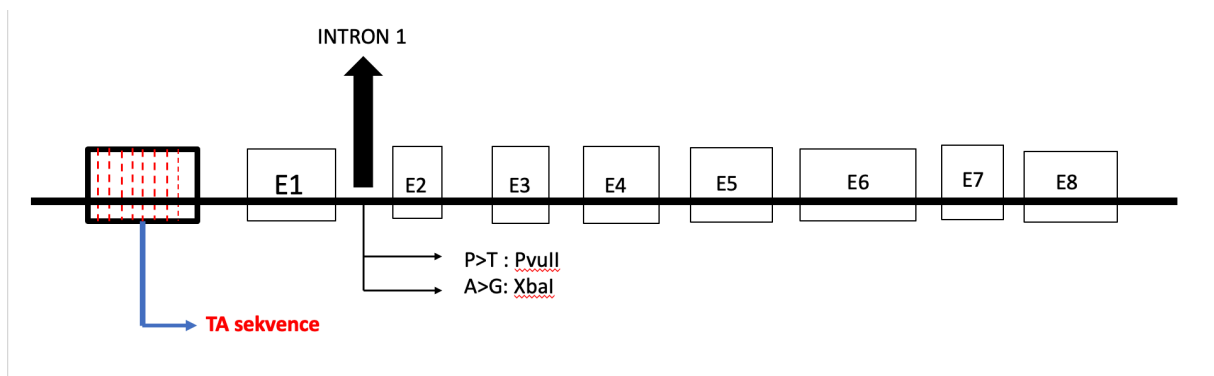 INTRON 1
E1
E2
E3
E4
E5
E6
E7
E8
P>T : PvuII
A>G: XbaI
TA sekvence